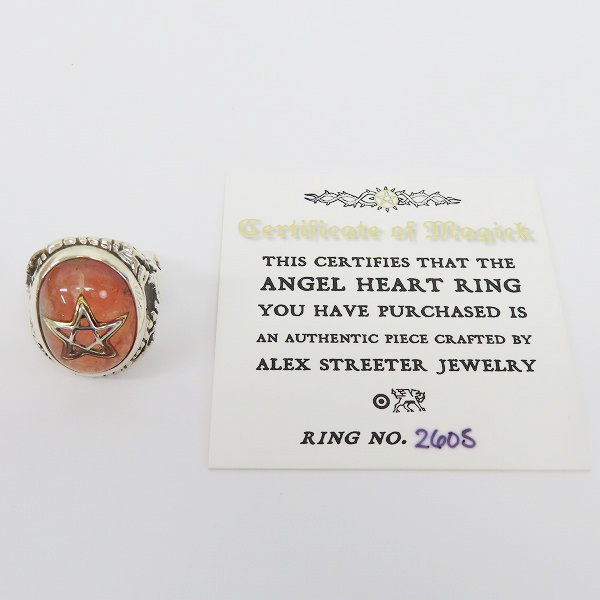 Certificate of Magick
THIS CERTIFIES THAT THE
ANGEL HEART RING
YOU HAVE PURCHASED IS
AN AUTHENTIC PIECE CRAFTED BY
ALEX STREETER JEWELRY
RING NO. 2605